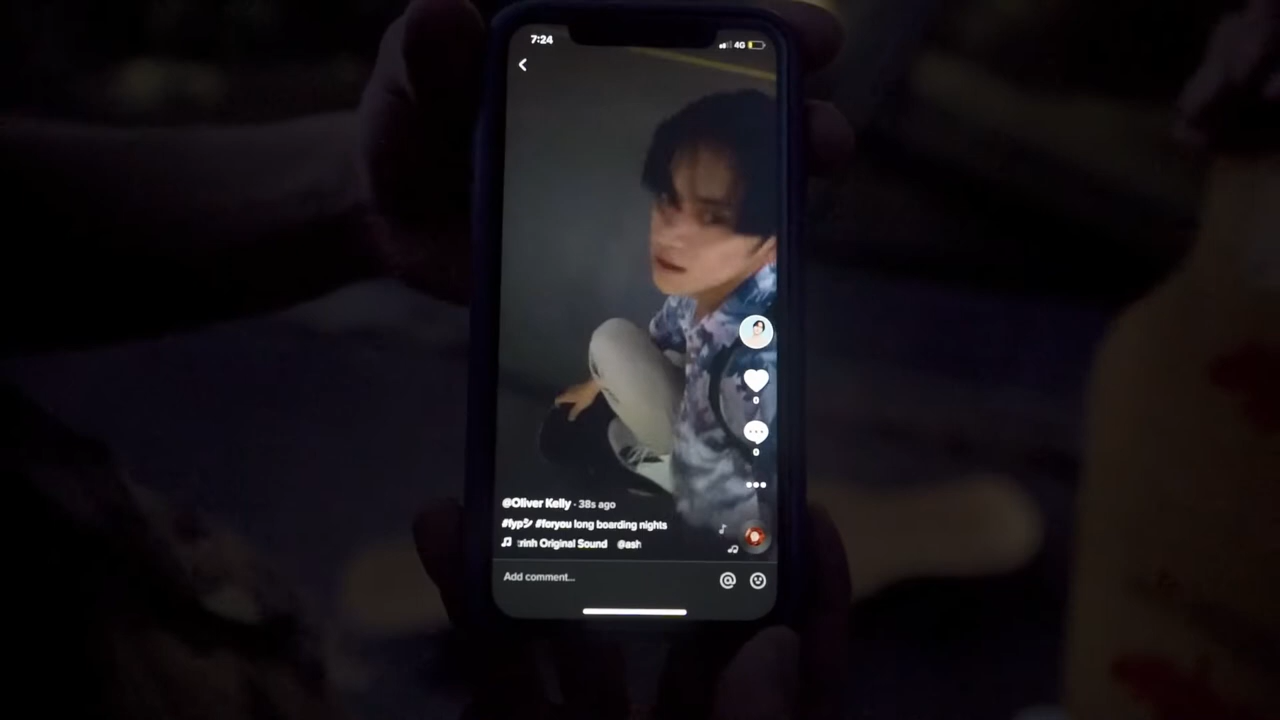 7:24
4G
0
0
@Oliver Kelly · 38s ago
#fypシ #foryou long boarding nights
trinh Original Sound @ash
Add comment...